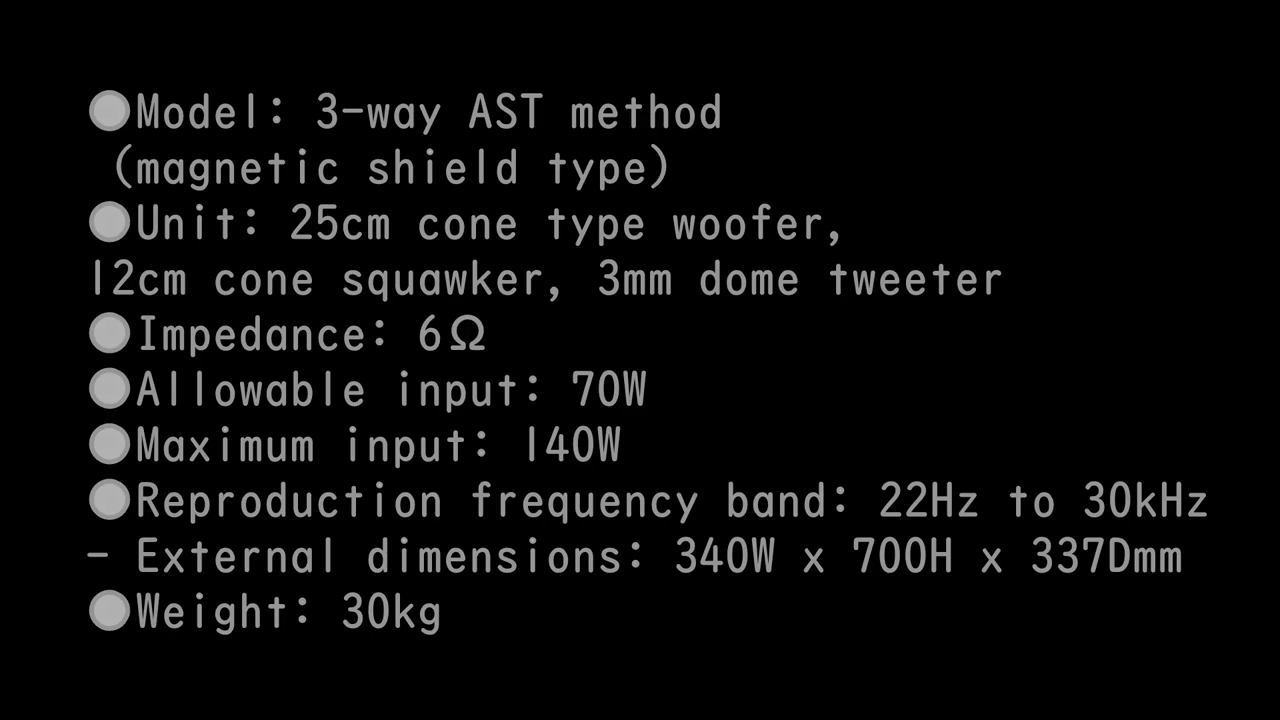 ●Model: 3-way AST method
(magnetic shield type)
●Unit: 25cm cone type woofer,
12cm cone squawker, 3mm dome tweeter
●Impedance: 6Ω
●Allowable input: 70W
●Maximum input: 140W
●Reproduction frequency band: 22Hz to 30kHz
- External dimensions: 340W x 700H x 337Dmm
●Weight: 30kg